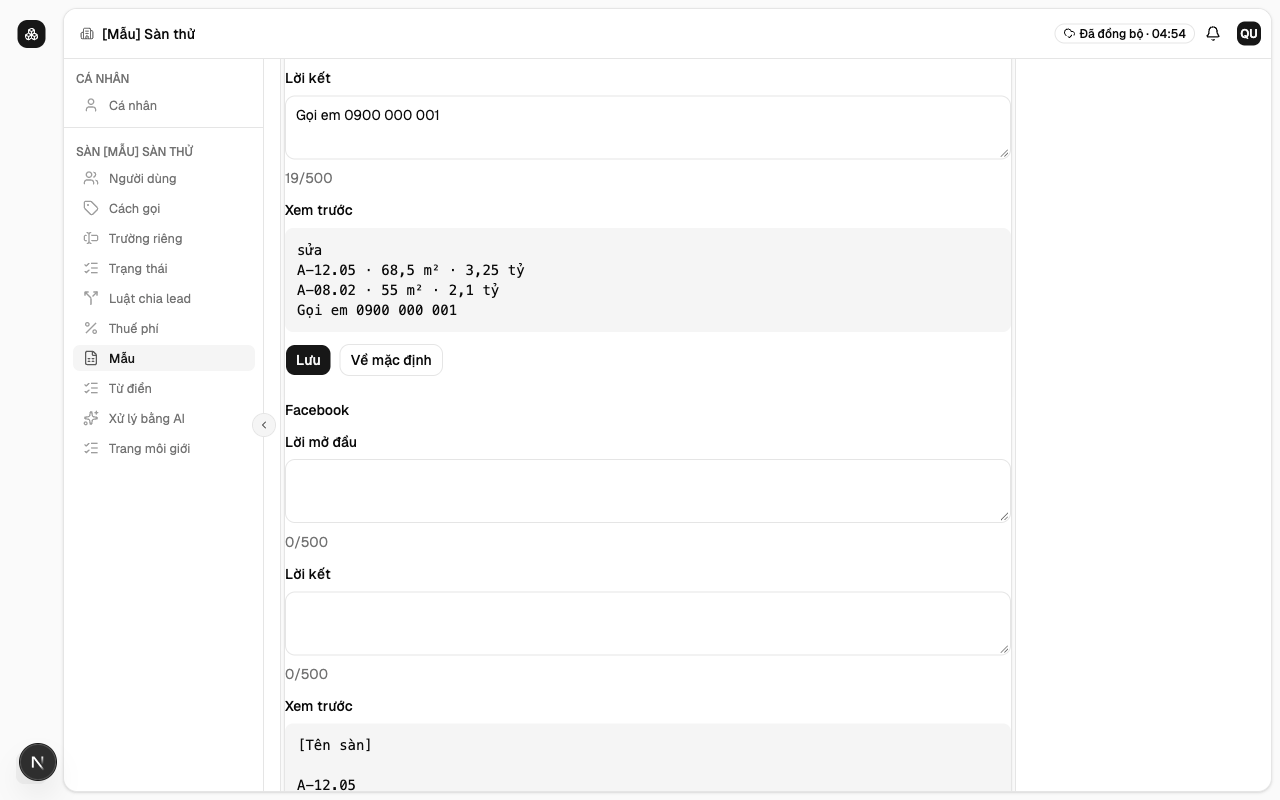 [Mẫu] Sàn thử
Đã đồng bộ · 04:54
QU
CÁ NHÂN
Cá nhân
SÀN [MẪU] SÀN THỬ
Người dùng
Cách gọi
Trường riêng
Trạng thái
Luật chia lead
Thuế phí
Mẫu
Từ điển
Xử lý bằng AI
Trang môi giới
Lời kết
Gọi em 0900 000 001
19/500
Xem trước
sửa
A-12.05 · 68,5 m² · 3,25 tỷ
A-08.02 · 55 m² · 2,1 tỷ
Gọi em 0900 000 001
Lưu
Về mặc định
Facebook
Lời mở đầu
0/500
Lời kết
0/500
Xem trước
[Tên sàn]
A-12.05
N